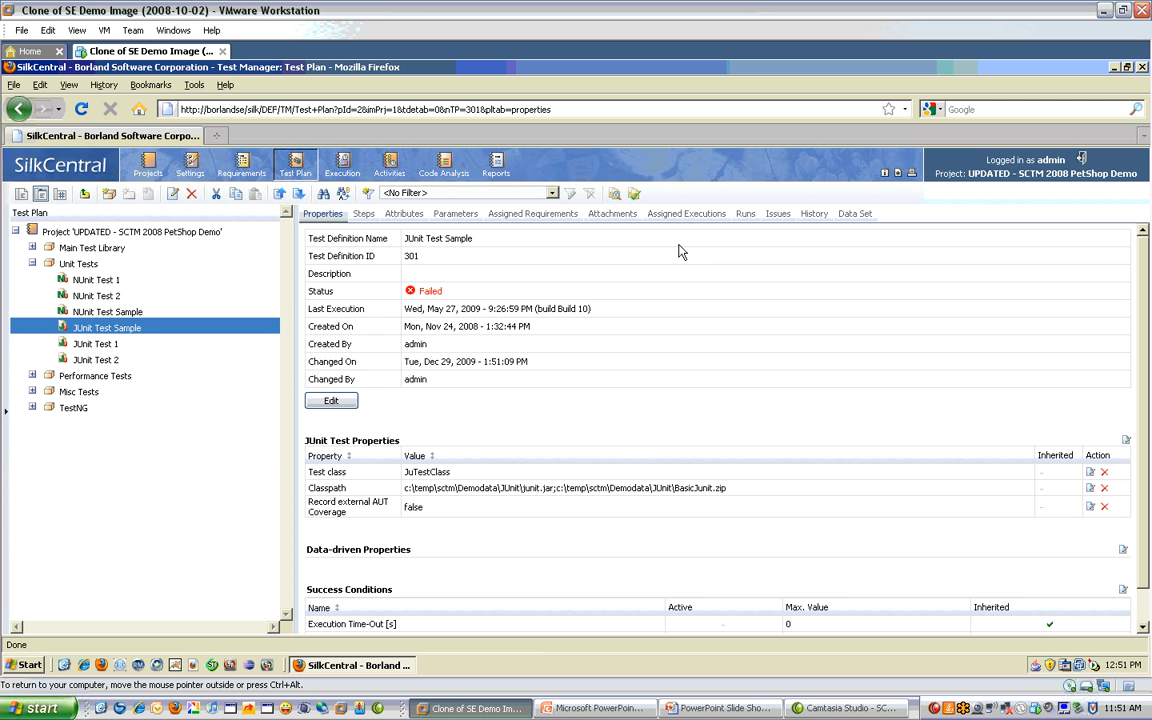 Clone of SE Demo Image (2008-10-02) - VMware Workstation
File Edit View VM Team Windows Help
Home Clone of SE Demo Image (...
SilkCentral - Borland Software Corporation - Test Manager: Test Plan - Mozilla Firefox
File Edit View History Bookmarks Tools Help
http://borlandse/silk/DEF/TM/Test+Plan?pId=2&imPrj=1&tdetab=0&nTP=301&pltab=properties
Google
SilkCentral - Borland Software Corpo...
SilkCentral
Projects Settings Requirements Test Plan Execution Activities Code Analysis Reports
Logged in as admin
Project: UPDATED - SCTM 2008 PetShop Demo
<No Filter>
Test Plan
Properties Steps Attributes Parameters Assigned Requirements Attachments Assigned Executions Runs Issues History Data Set
Project 'UPDATED - SCTM 2008 PetShop Demo'
Main Test Library
Unit Tests
NUnit Test 1
NUnit Test 2
NUnit Test Sample
JUnit Test Sample
JUnit Test 1
JUnit Test 2
Performance Tests
Misc Tests
TestNG
Test Definition Name JUnit Test Sample
Test Definition ID 301
Description
Status Failed
Last Execution Wed, May 27, 2009 - 9:26:59 PM (build Build 10)
Created On Mon, Nov 24, 2008 - 1:32:44 PM
Created By admin
Changed On Tue, Dec 29, 2009 - 1:51:09 PM
Changed By admin
Edit
JUnit Test Properties
Property Value Inherited Action
Test class JuTestClass -
Classpath c:\temp\sctm\Demodata\JUnit\junit.jar;c:\temp\sctm\Demodata\JUnit\BasicJunit.zip -
Record external AUT Coverage false -
Data-driven Properties
Success Conditions
Name Active Max. Value Inherited
Execution Time-Out [s] - 0
Done
Start SilkCentral - Borland ... 12:51 PM
To return to your computer, move the mouse pointer outside or press Ctrl+Alt.
start Clone of SE Demo Im... Microsoft PowerPoin... PowerPoint Slide Sho... Camtasia Studio - SC... 11:51 AM